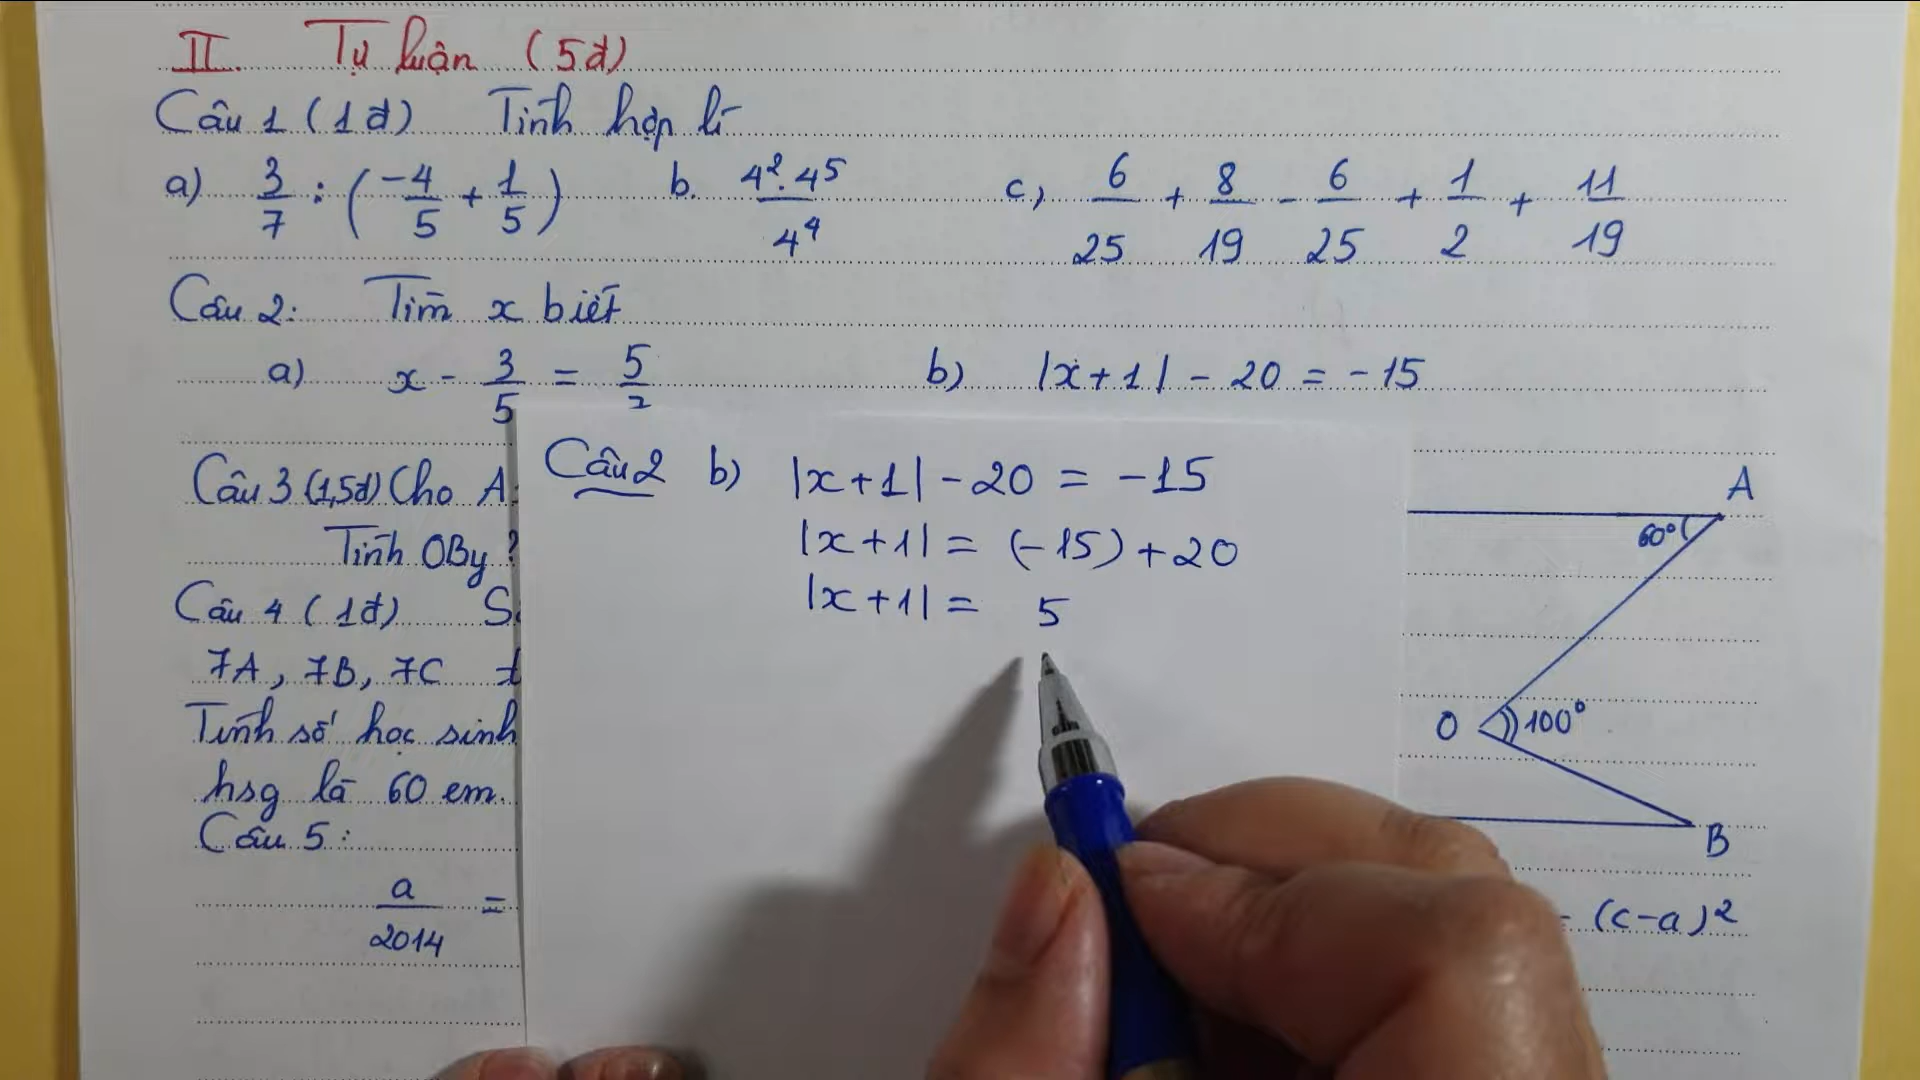 II. Tự luận (5đ)
Câu 1 (1đ) Tính hợp lí
a) 3/7 : (-4/5 + 1/5) b. 4². 4⁵/4⁹ c, 6/25 + 8/19 - 6/25 + 1/2 + 11/19
Câu 2: Tìm x biết
a) x - 3/5 = 5/2 b) |x+1| - 20 = -15
Câu 3 (1,5đ) Cho A
Tính OBy ?
Câu 4 (1đ)
7A, 7B, 7C
Tính số học sinh
hsg là 60 em.
Câu 5:
a/2014 =
Câu 2 b) |x+1| - 20 = -15
|x+1| = (-15) + 20
|x+1| = 5
A
60°
O 100°
B
(c-a)²